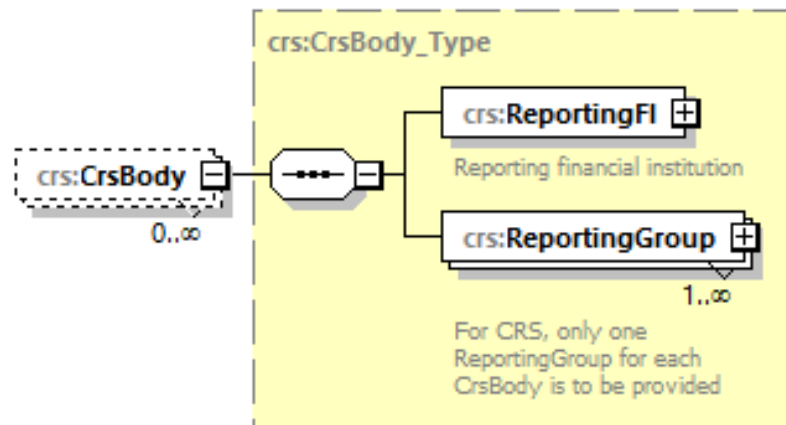 crs:CrsBody_Type
crs:ReportingFI
Reporting financial institution
crs:CrsBody
0..∞
crs:ReportingGroup
1..∞
For CRS, only one
ReportingGroup for each
CrsBody is to be provided